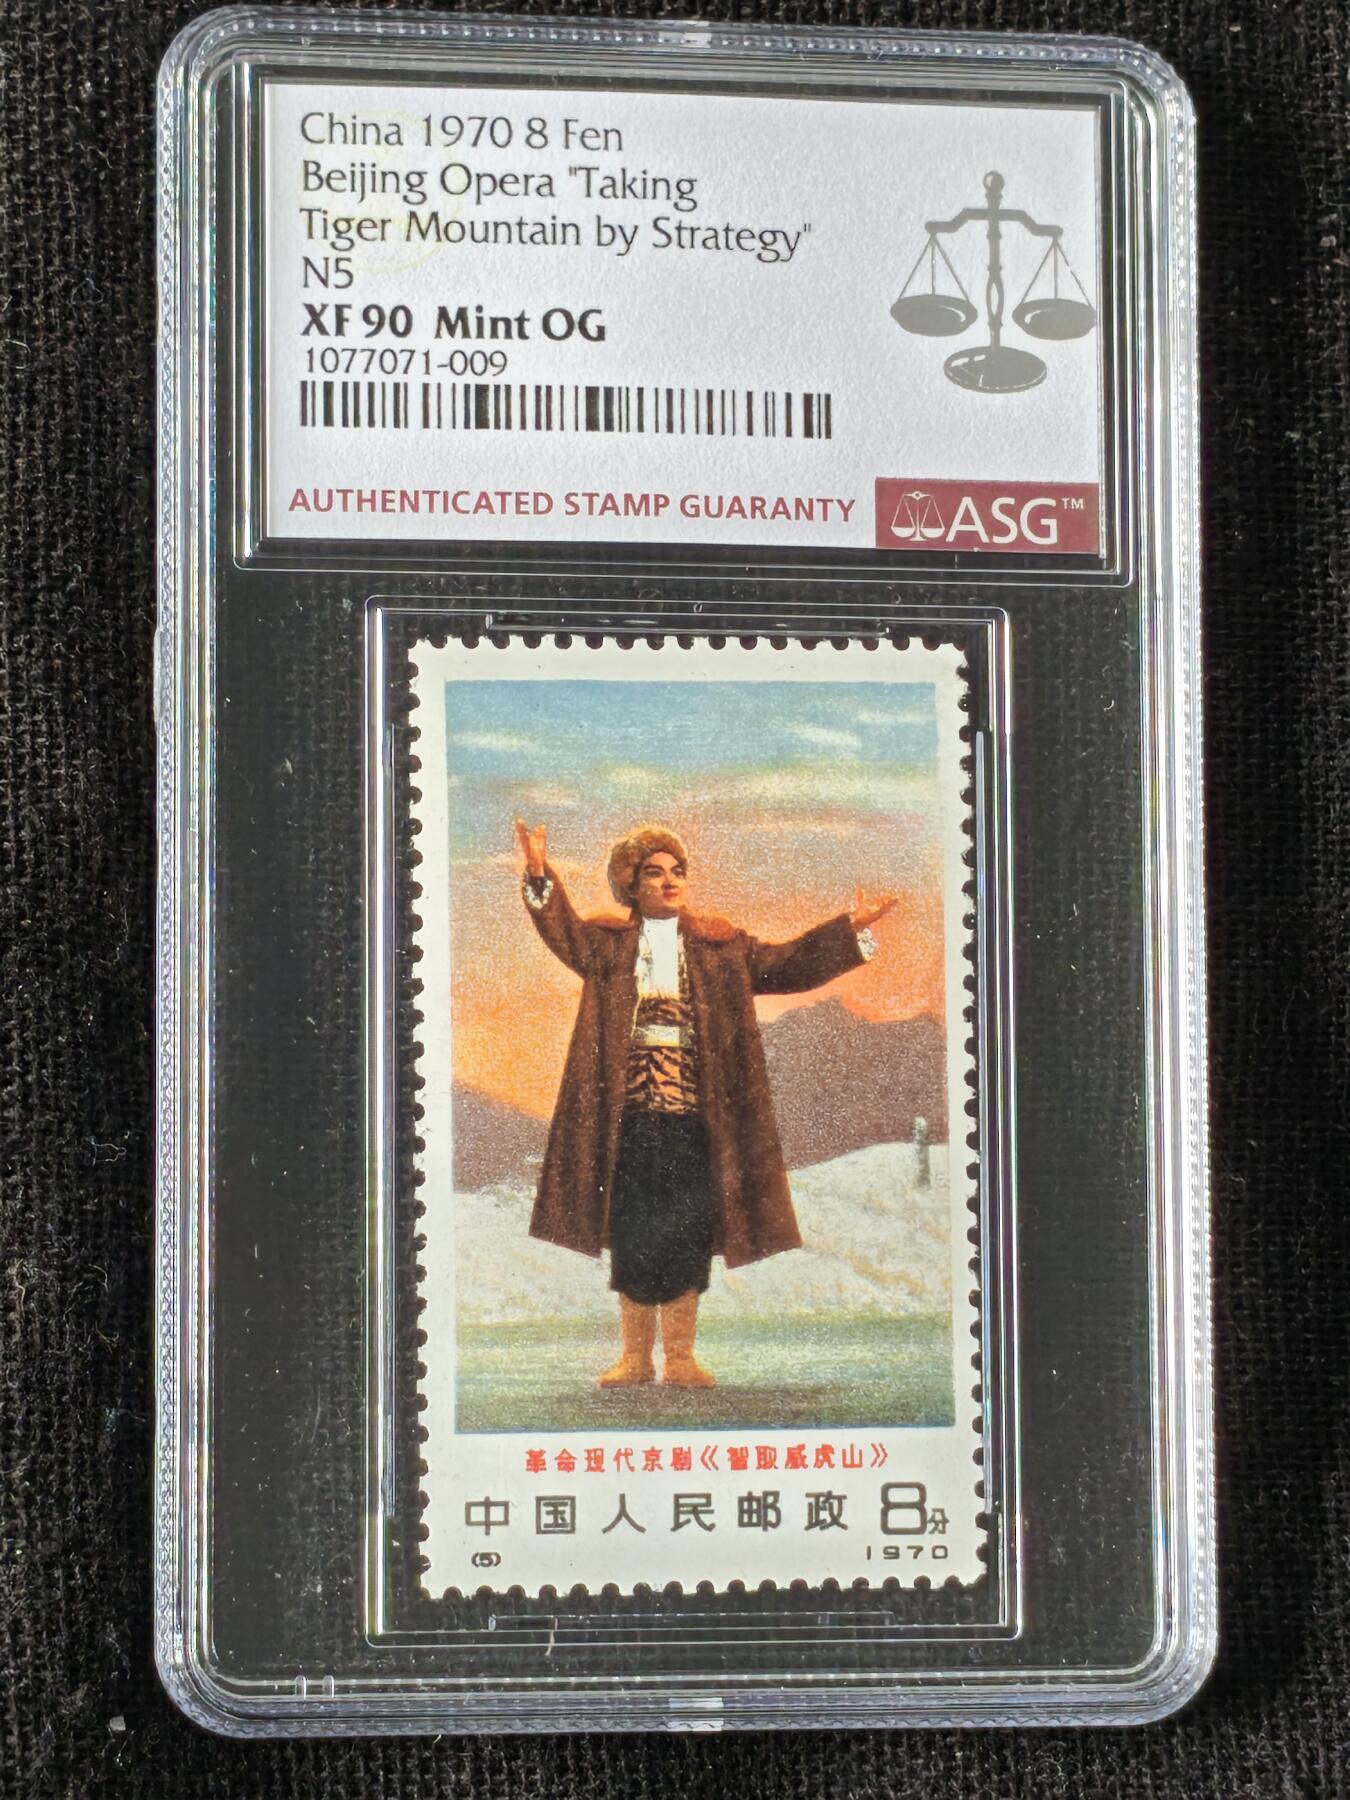 China 1970 8 Fen
Beijing Opera "Taking
Tiger Mountain by Strategy"
N5
XF 90 Mint OG
1077071-009
AUTHENTICATED STAMP GUARANTY
ASG™
革命现代京剧《智取威虎山》
中国人民邮政 8分
(5) 1970